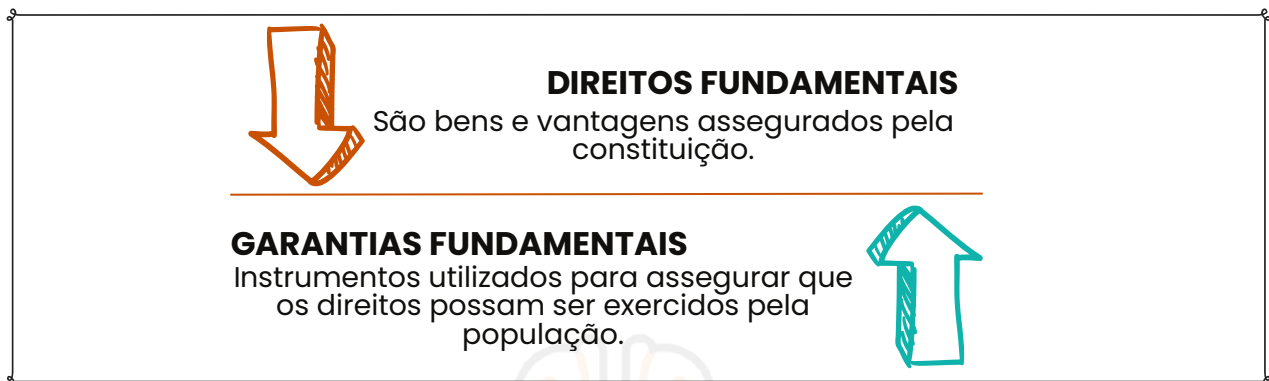 DIREITOS FUNDAMENTAIS
São bens e vantagens assegurados pela
constituição.
GARANTIAS FUNDAMENTAIS
Instrumentos utilizados para assegurar que
os direitos possam ser exercidos pela
população.